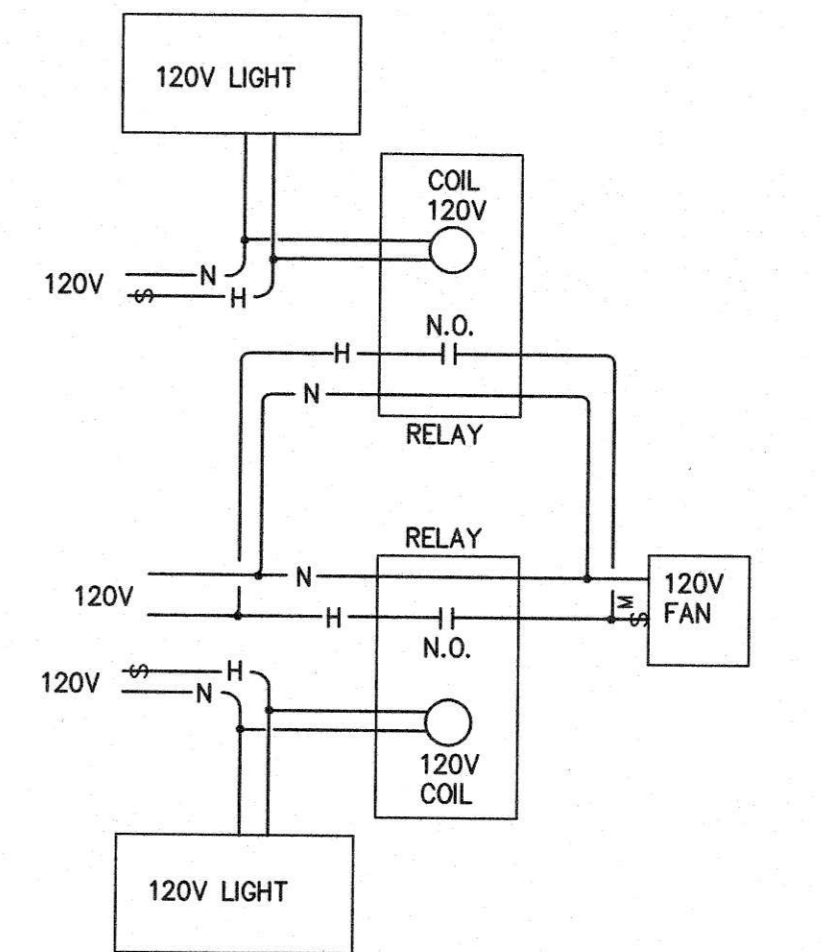 120V LIGHT
COIL
120V
120V
N
S
H
N.O.
H
N
RELAY
RELAY
120V
N
H
N.O.
M
S
120V
FAN
120V
S
H
N
120V
COIL
120V LIGHT